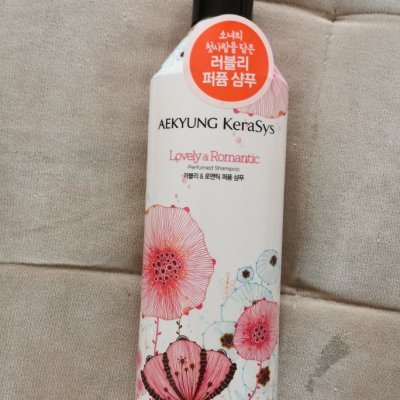 소녀의
첫사랑을 닮은
러블리
퍼퓸 샴푸
AEKYUNG KeraSys
Lovely & Romantic
Perfumed Shampoo
러블리 & 로맨틱 퍼퓸 샴푸